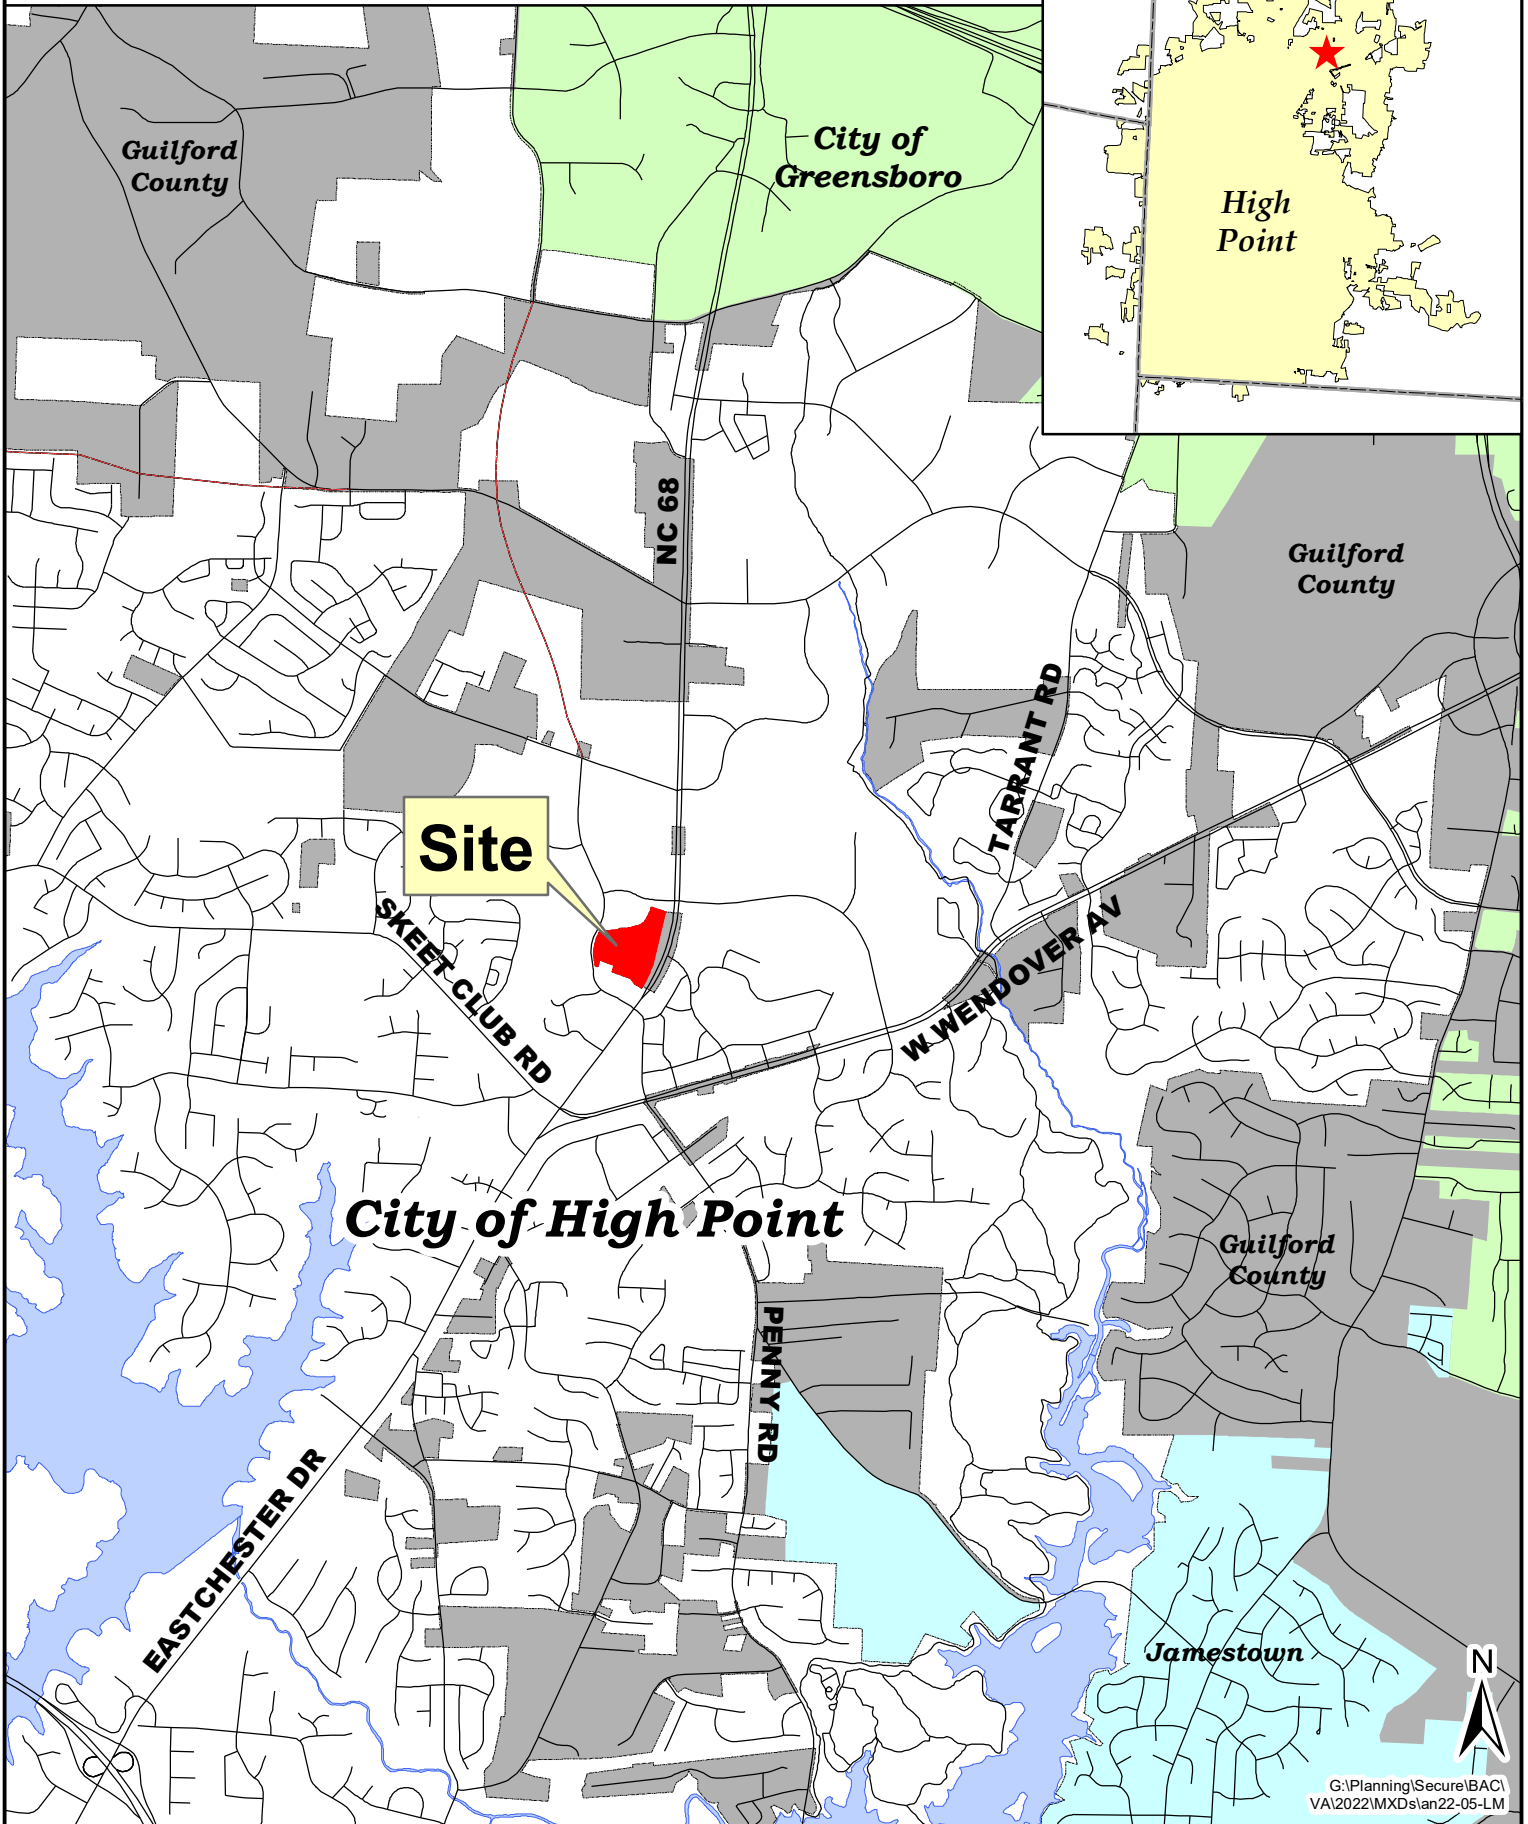 Guilford
County
City of
Greensboro
High
Point
NC 68
Guilford
County
TARRANT RD
Site
SKEET CLUB RD
W WENDOVER AV
City of High Point
Guilford
County
PENNY RD
EASTCHESTER DR
Jamestown
N
G:\Planning\Secure\BAC\
VA\2022\MXDs\an22-05-LM